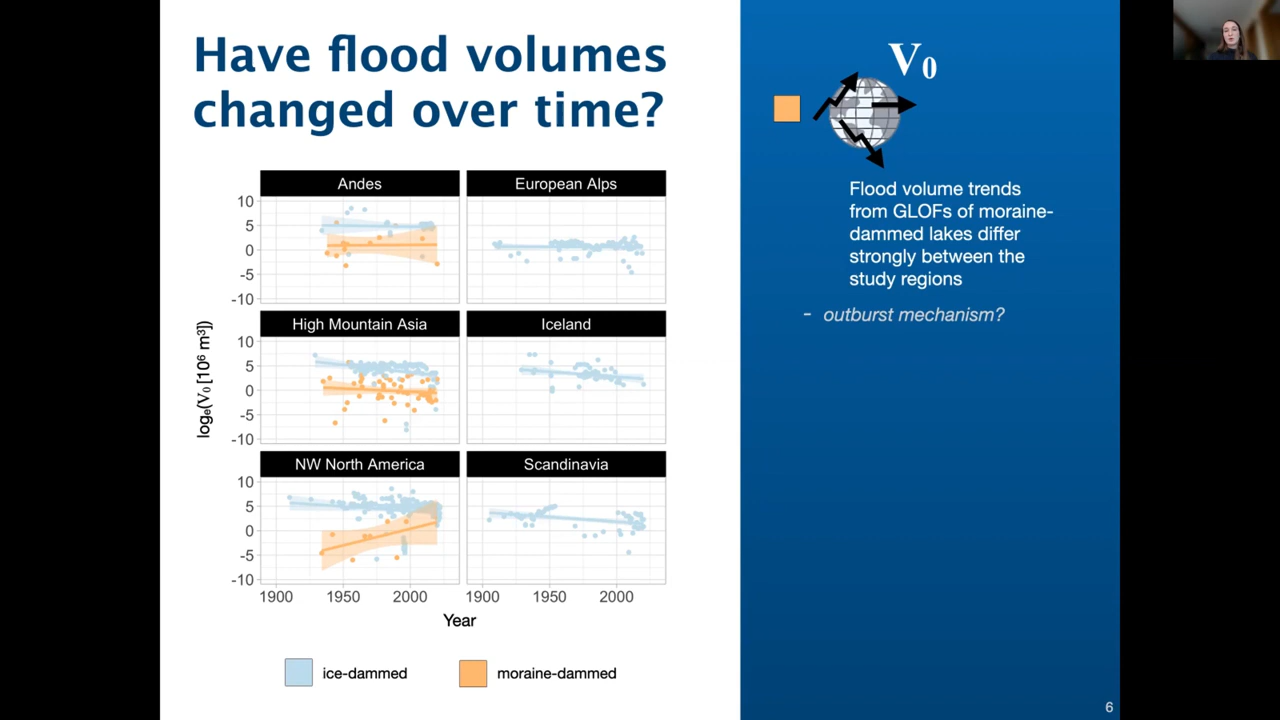 Have flood volumes
changed over time?
V₀
Flood volume trends
from GLOFs of moraine-
dammed lakes differ
strongly between the
study regions
- outburst mechanism?
logₑ(V₀ [10⁶ m³])
Andes
European Alps
10
5
0
-5
-10
High Mountain Asia
Iceland
10
5
0
-5
-10
NW North America
Scandinavia
10
5
0
-5
-10
1900 1950 2000 1900 1950 2000
Year
ice-dammed moraine-dammed
6